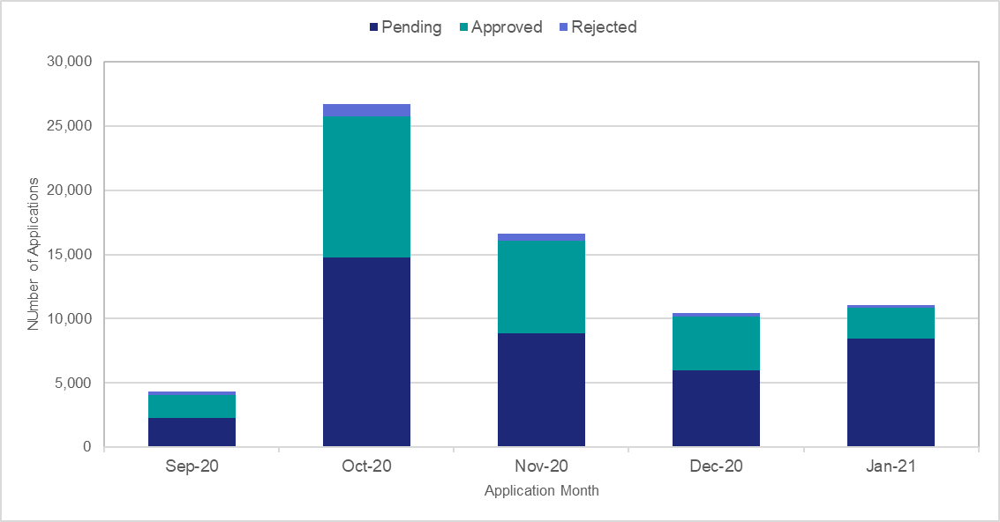 Pending Approved Rejected
30,000
25,000
20,000
15,000
10,000
5,000
0
NUmber of Applications
Sep-20 Oct-20 Nov-20 Dec-20 Jan-21
Application Month